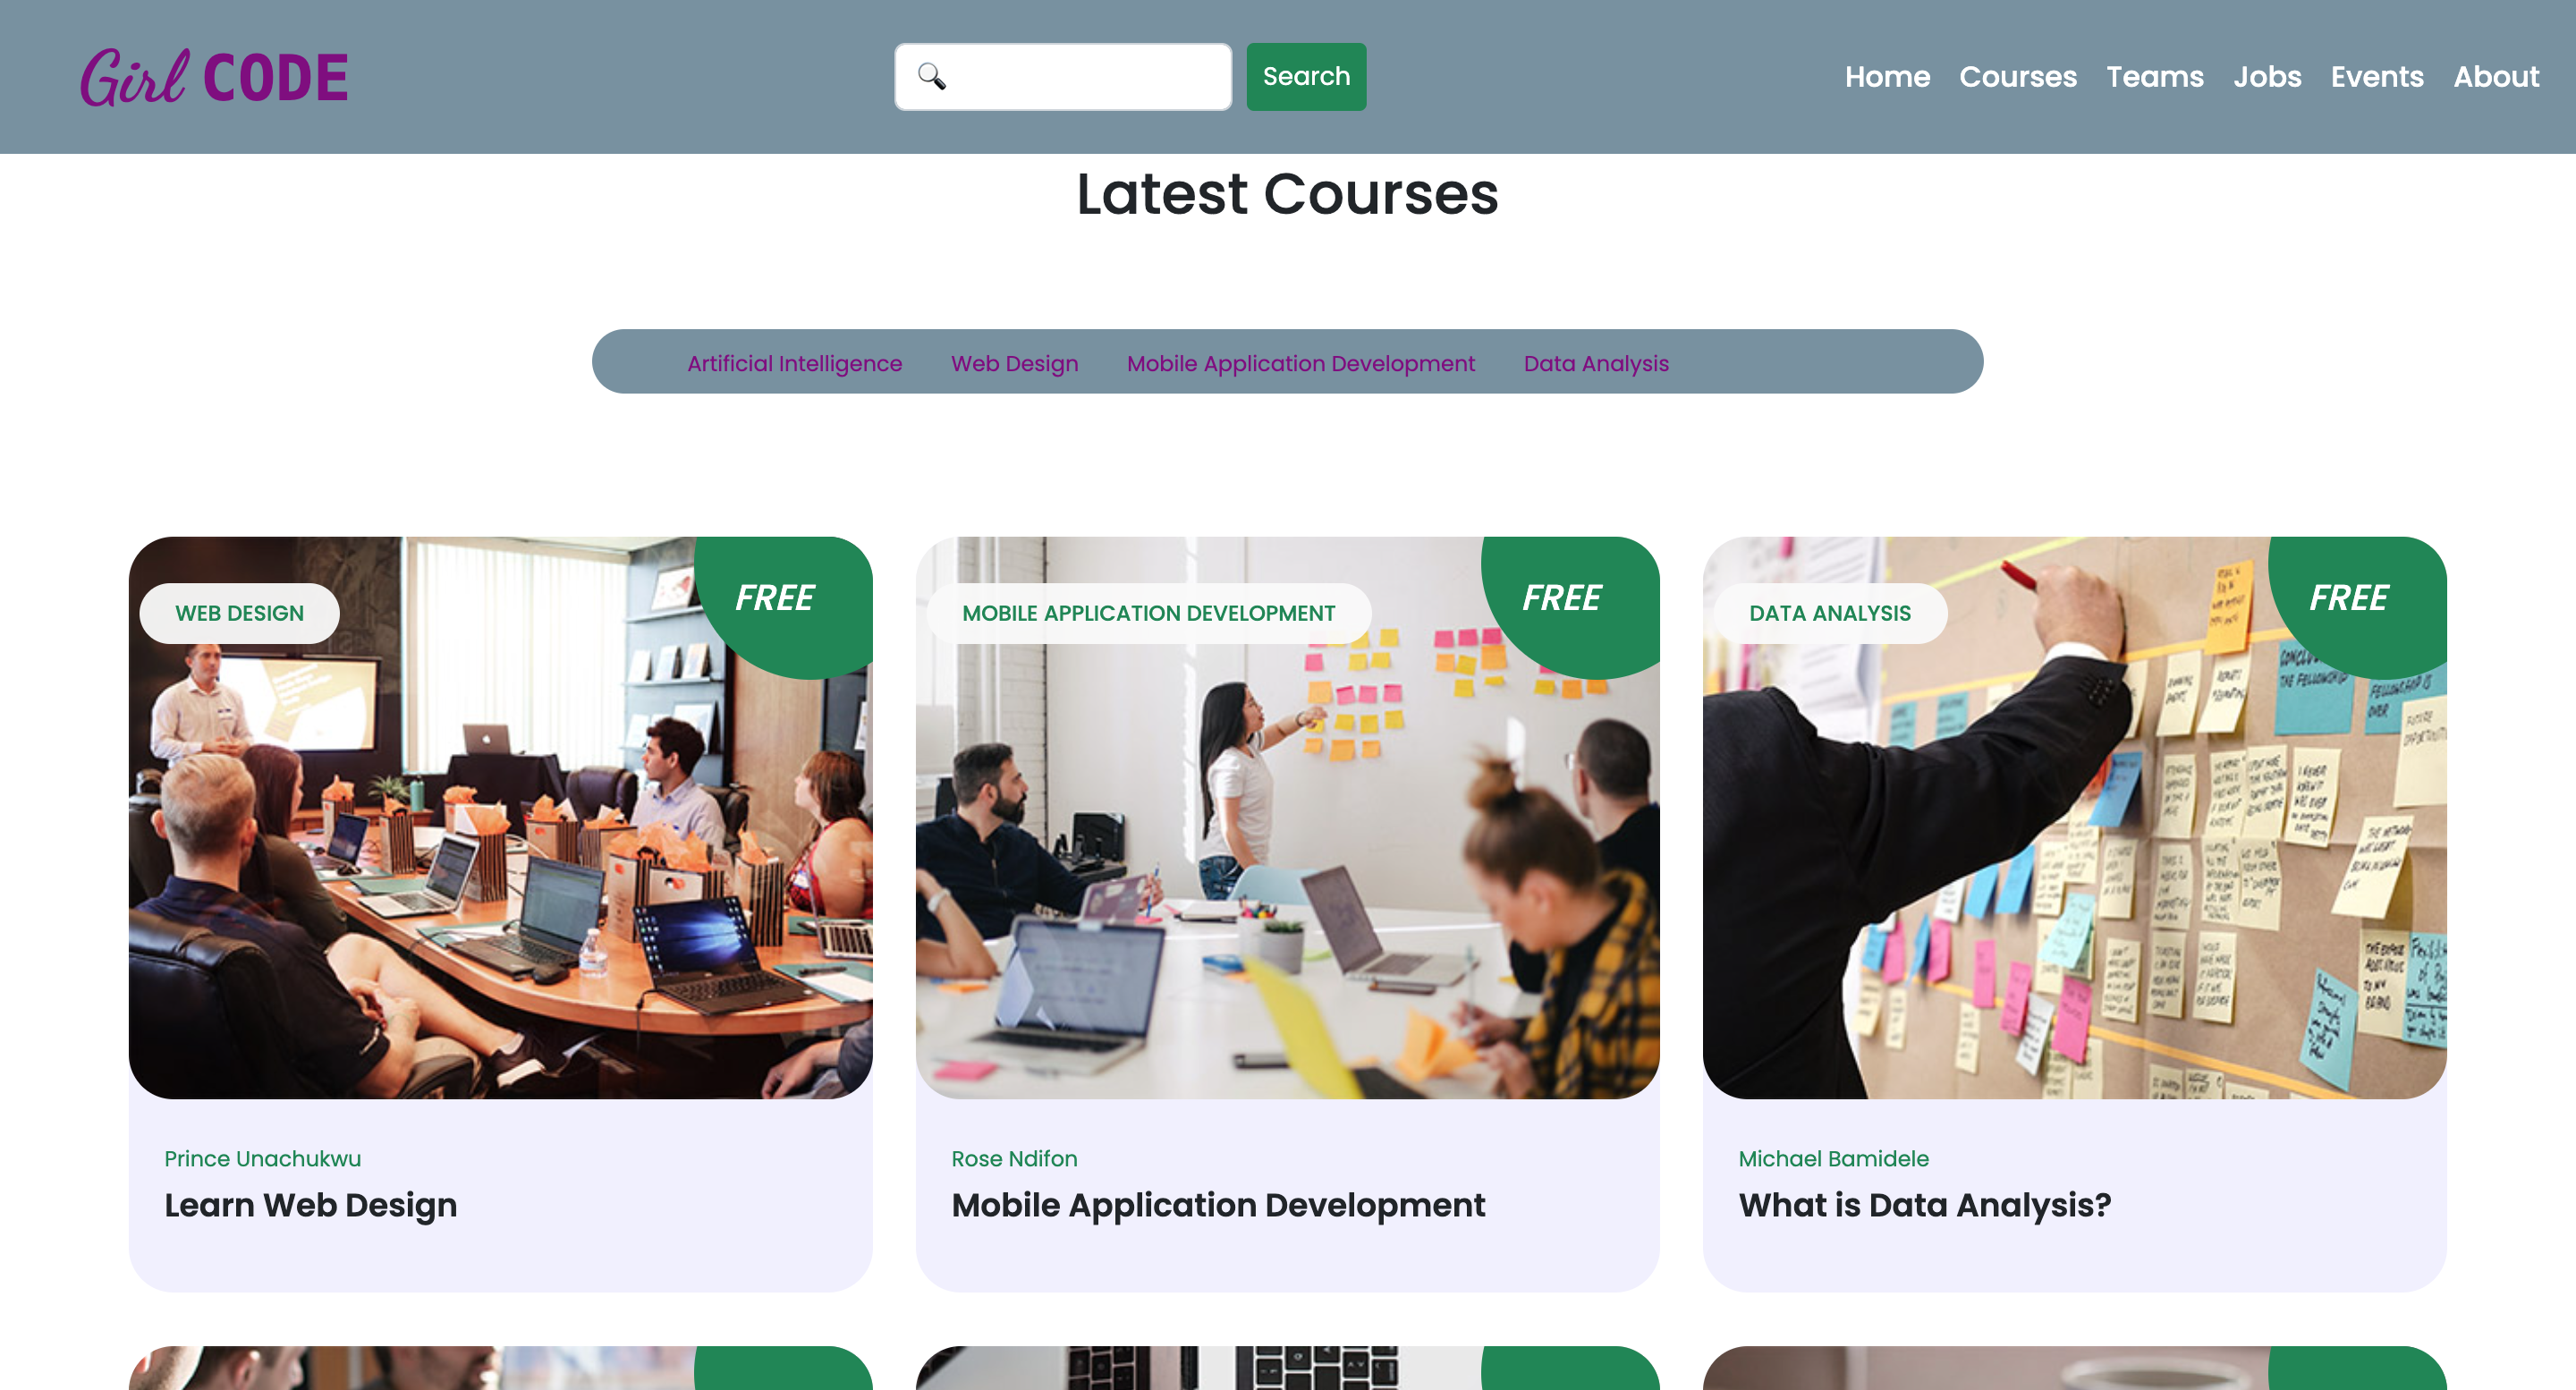 Girl CODE
Search
Home Courses Teams Jobs Events About
Latest Courses
Artificial Intelligence Web Design Mobile Application Development Data Analysis
WEB DESIGN
FREE
MOBILE APPLICATION DEVELOPMENT
FREE
DATA ANALYSIS
FREE
Prince Unachukwu
Learn Web Design
Rose Ndifon
Mobile Application Development
Michael Bamidele
What is Data Analysis?